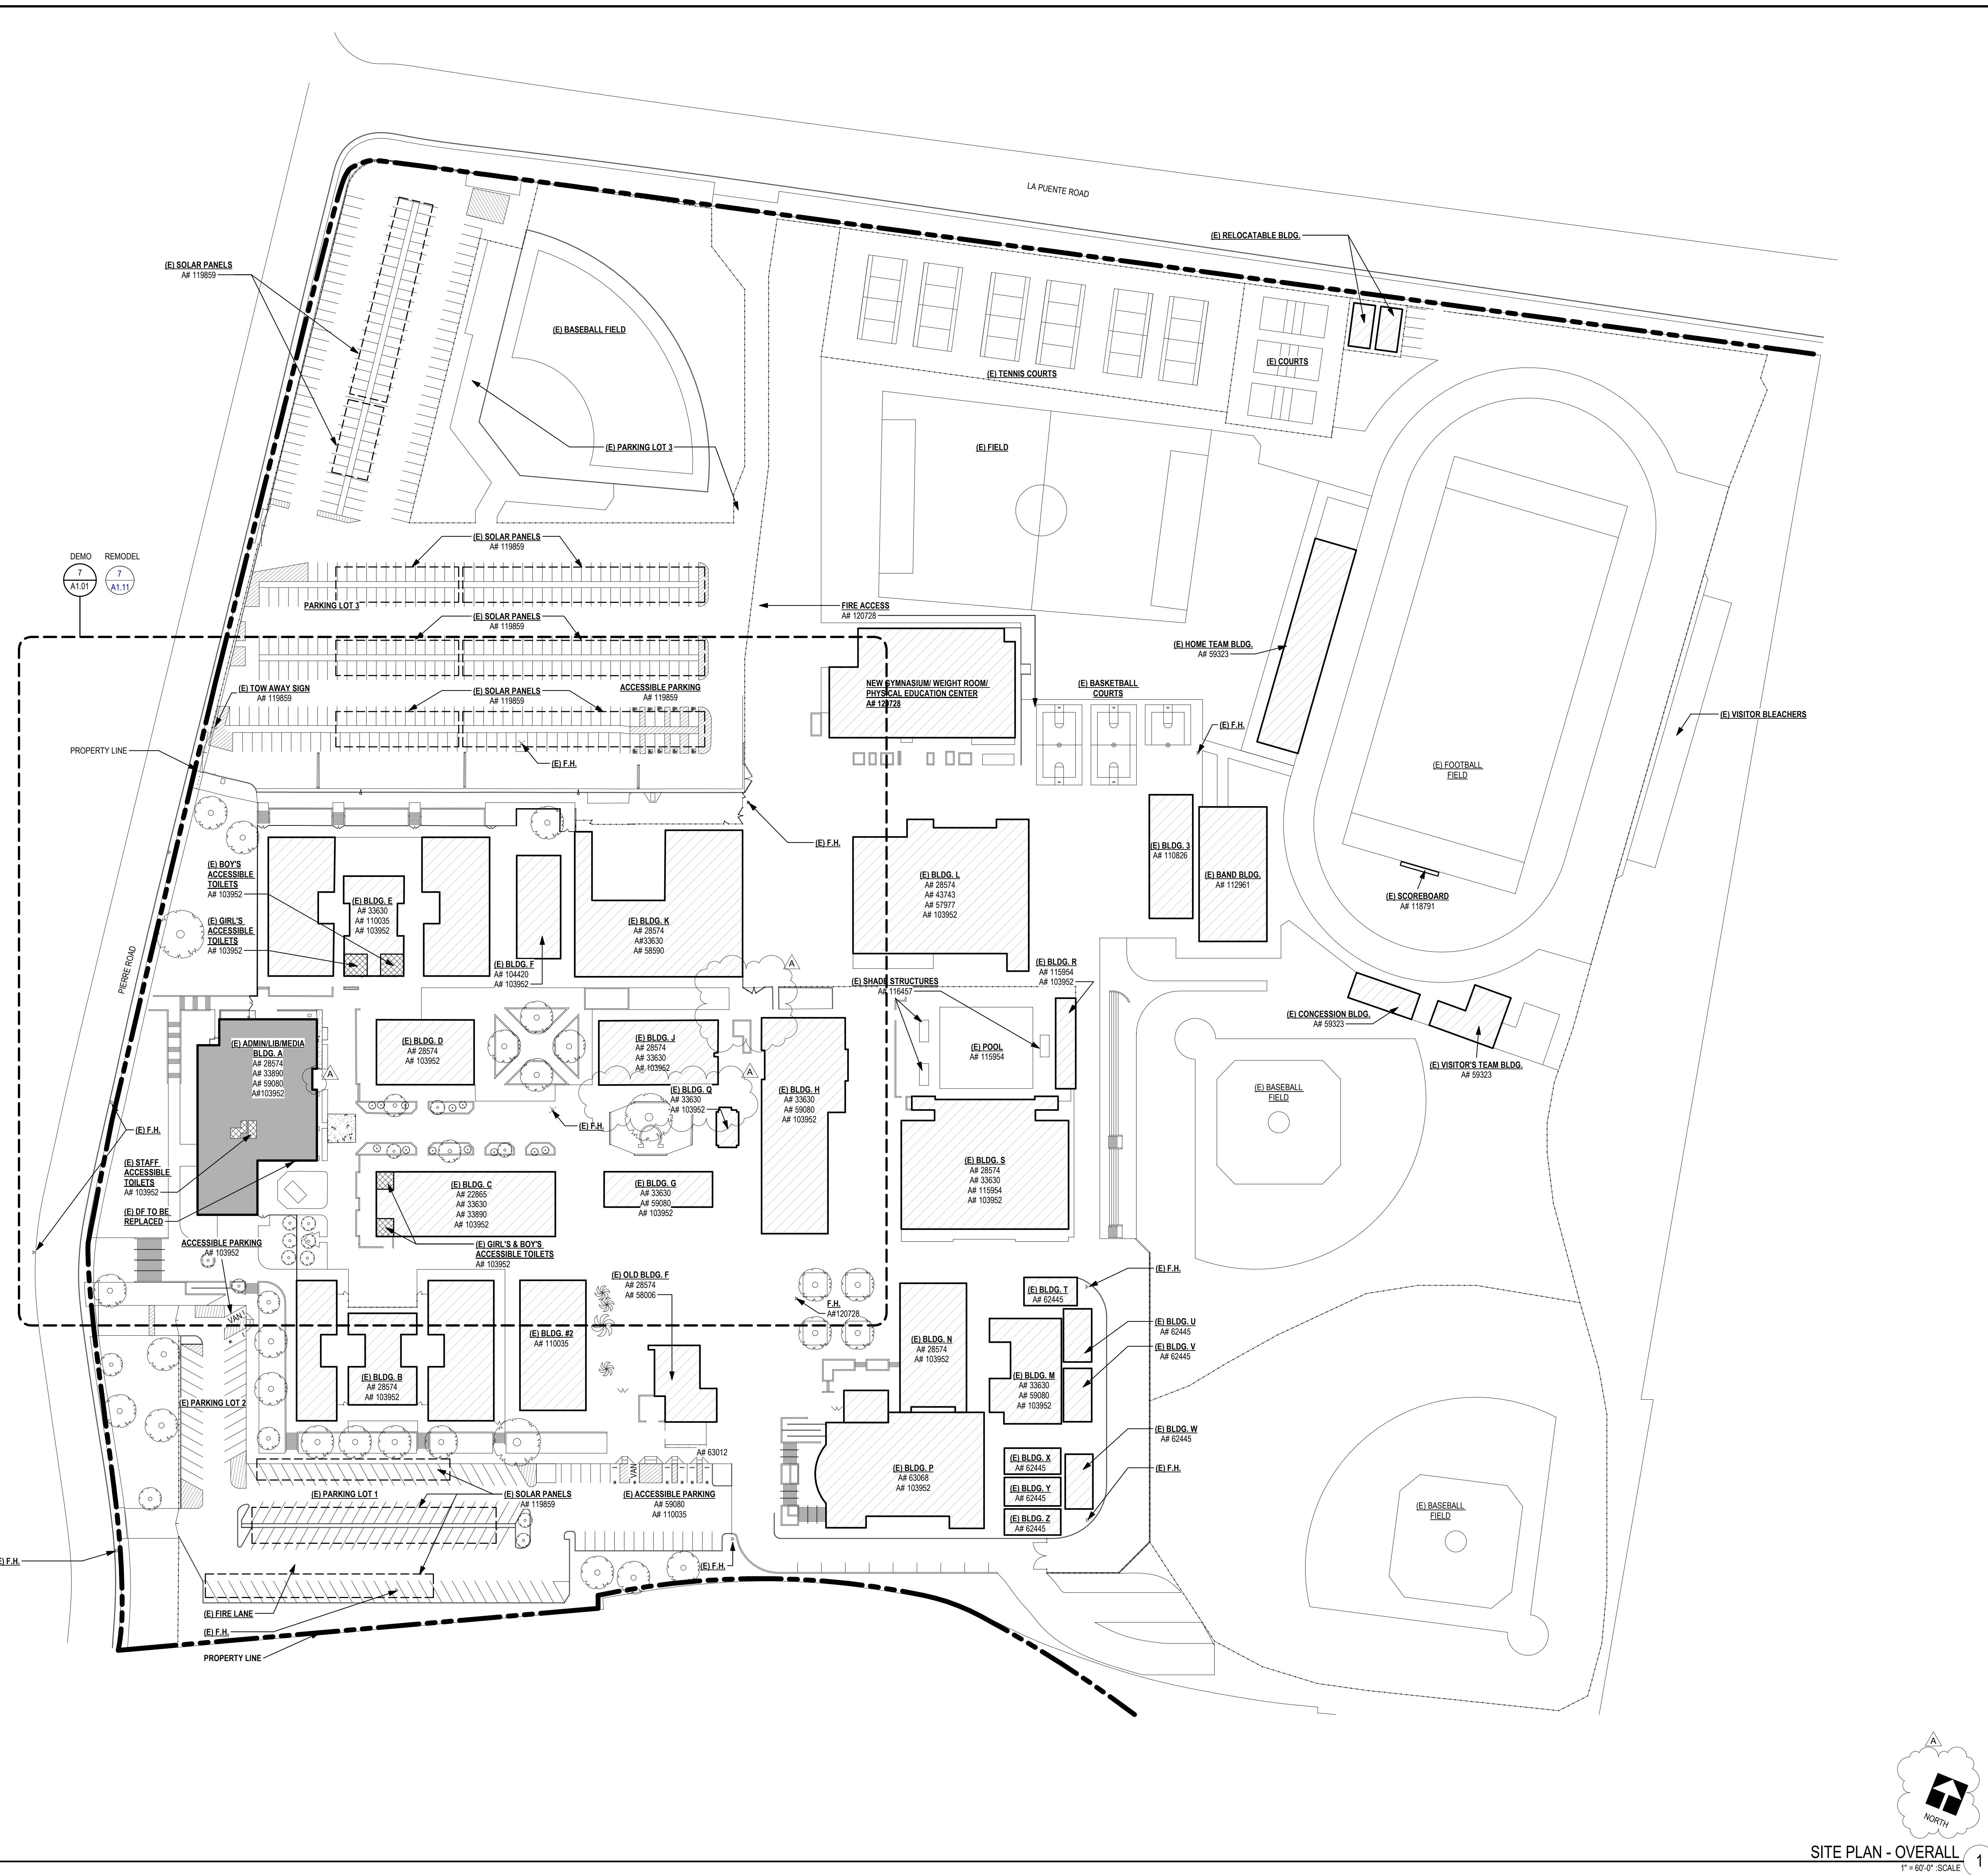 LA PUENTE ROAD
(E) RELOCATABLE BLDG.
(E) SOLAR PANELS
A# 119859
(E) BASEBALL FIELD
(E) COURTS
(E) TENNIS COURTS
(E) PARKING LOT 3
(E) FIELD
(E) SOLAR PANELS
A# 119859
DEMO
REMODEL
7
A1.01
7
A1.11
PARKING LOT 3
FIRE ACCESS
A# 120728
(E) SOLAR PANELS
A# 119859
(E) HOME TEAM BLDG.
A# 59323
(E) TOW AWAY SIGN
A# 119859
(E) SOLAR PANELS
A# 119859
ACCESSIBLE PARKING
A# 119859
NEW GYMNASIUM/ WEIGHT ROOM/
PHYSICAL EDUCATION CENTER
A# 120728
(E) BASKETBALL
COURTS
(E) F.H.
(E) VISITOR BLEACHERS
PROPERTY LINE
(E) F.H.
(E) FOOTBALL
FIELD
(E) F.H.
(E) BOY'S
ACCESSIBLE
TOILETS
A# 103952
(E) GIRL'S
ACCESSIBLE
TOILETS
A# 103952
(E) BLDG. E
A# 33630
A# 110035
A# 103952
(E) BLDG. F
A# 104420
A# 103952
(E) BLDG. K
A# 28574
A#33630
A# 58590
(E) BLDG. L
A# 28574
A# 43743
A# 57977
A# 103952
(E) BLDG. 3
A# 110826
(E) BAND BLDG.
A# 112961
(E) SCOREBOARD
A# 118791
PIERRE ROAD
A
(E) SHADE STRUCTURES
A# 116457
(E) BLDG. R
A# 115954
A# 103952
(E) CONCESSION BLDG.
A# 59323
(E) VISITOR'S TEAM BLDG.
A# 59323
(E) ADMIN/LIB/MEDIA
BLDG. A
A# 28574
A# 33890
A# 59080
A#103952
A
(E) BLDG. D
A# 28574
A# 103952
(E) BLDG. J
A# 28574
A# 33630
A# 103952
A
(E) BLDG. Q
A# 33630
A# 103952
(E) BLDG. H
A# 33630
A# 59080
A# 103952
(E) POOL
A# 115954
(E) BASEBALL
FIELD
(E) F.H.
(E) F.H.
(E) STAFF
ACCESSIBLE
TOILETS
A# 103952
(E) DF TO BE
REPLACED
(E) BLDG. C
A# 22865
A# 33630
A# 33890
A# 103952
(E) BLDG. G
A# 33630
A# 59080
A# 103952
(E) BLDG. S
A# 28574
A# 33630
A# 115954
A# 103952
ACCESSIBLE PARKING
A# 103952
(E) GIRL'S & BOY'S
ACCESSIBLE TOILETS
A# 103952
(E) OLD BLDG. F
A# 28574
A# 58006
F.H.
A#120728
(E) BLDG. T
A# 62445
(E) F.H.
VAN
(E) BLDG. #2
A# 110035
(E) BLDG. N
A# 28574
A# 103952
(E) BLDG. U
A# 62445
(E) BLDG. V
A# 62445
(E) BLDG. B
A# 28574
A# 103952
(E) BLDG. M
A# 33630
A# 59080
A# 103952
(E) PARKING LOT 2
(E) BLDG. W
A# 62445
A# 63012
(E) BLDG. X
A# 62445
(E) F.H.
VAN
(E) BLDG. P
A# 63068
A# 103952
(E) BLDG. Y
A# 62445
(E) PARKING LOT 1
(E) SOLAR PANELS
A# 119859
(E) ACCESSIBLE PARKING
A# 59080
A# 110035
(E) BLDG. Z
A# 62445
(E) BASEBALL
FIELD
(E) F.H.
(E) F.H.
(E) FIRE LANE
(E) F.H.
PROPERTY LINE
A
NORTH
SITE PLAN - OVERALL
1
1" = 60'-0" :SCALE